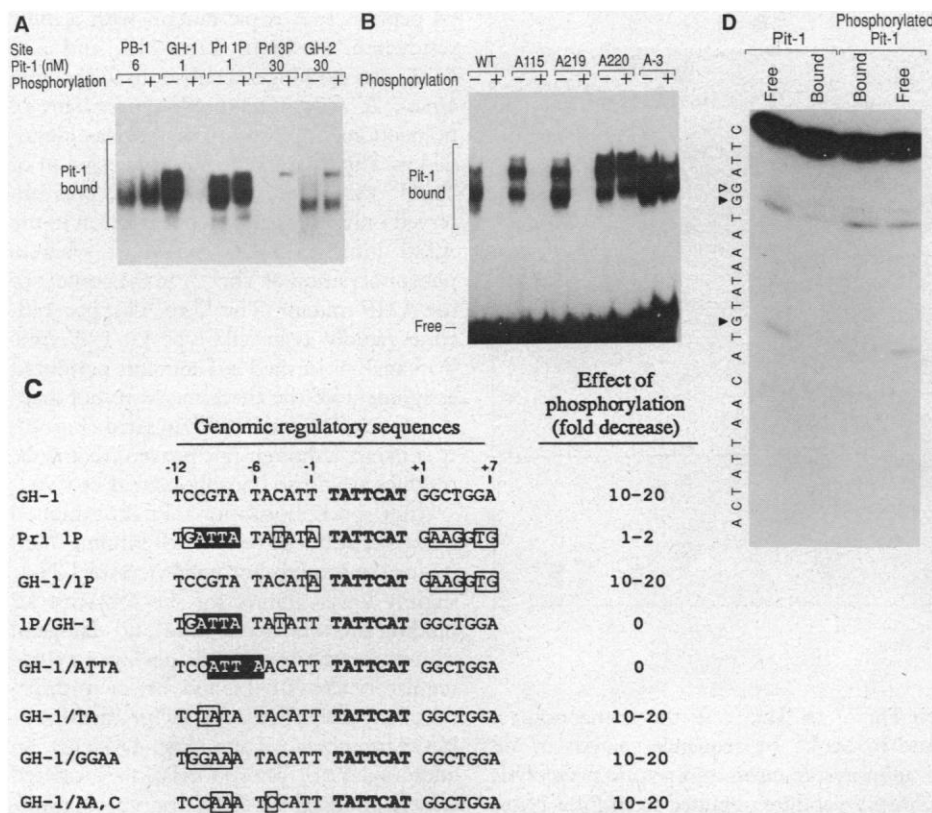 A
Site PB-1 GH-1 Prl 1P Prl 3P GH-2
Pit-1 (nM) 6 1 1 30 30
Phosphorylation − + − + − + − + − +
Pit-1 bound
B
WT A115 A219 A220 A-3
Phosphorylation − + − + − + − + − +
Pit-1 bound
Free
C
Genomic regulatory sequences
Effect of phosphorylation (fold decrease)
-12 -6 -1 +1 +7
GH-1 TCCGTA TACATT TATTCAT GGCTGGA 10-20
Prl 1P TGATTA TATATA TATTCAT GAAGGTG 1-2
GH-1/1P TCCGTA TACATA TATTCAT GAAGGTG 10-20
1P/GH-1 TGATTA TATATT TATTCAT GGCTGGA 0
GH-1/ATTA TCCATT AACATT TATTCAT GGCTGGA 0
GH-1/TA TCTATA TACATT TATTCAT GGCTGGA 10-20
GH-1/GGAA TGGAAA TACATT TATTCAT GGCTGGA 10-20
GH-1/AA,C TCCAAA TCCATT TATTCAT GGCTGGA 10-20
D
Pit-1
Phosphorylated Pit-1
Free Bound Bound Free
A C T A T A T A A C A T G T A T A A A T G G A T T C